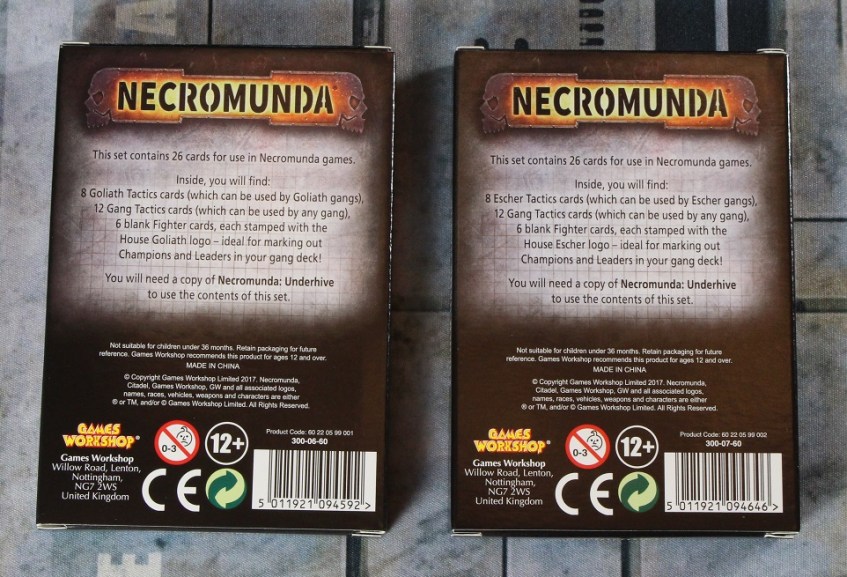 NECROMUNDA
This set contains 26 cards for use in Necromunda games.
Inside, you will find:
8 Goliath Tactics cards (which can be used by Goliath gangs),
12 Gang Tactics cards (which can be used by any gang),
6 blank Fighter cards, each stamped with the
House Goliath logo – ideal for marking out
Champions and Leaders in your gang deck!
You will need a copy of Necromunda: Underhive
to use the contents of this set.
Not suitable for children under 36 months. Retain packaging for future
reference. Games Workshop recommends this product for ages 12 and over.
MADE IN CHINA
© Copyright Games Workshop Limited 2017. Necromunda,
Citadel, Games Workshop, GW and all associated logos,
names, races, vehicles, weapons and characters are either
® or TM, and/or © Games Workshop Limited. All Rights Reserved.
GAMES
WORKSHOP®
Games Workshop
Willow Road, Lenton,
Nottingham,
NG7 2WS
United Kingdom
0-3
12+
CE
Product Code: 60 22 05 99 001
300-06-60
5 011921 094592 >
NECROMUNDA
This set contains 26 cards for use in Necromunda games.
Inside, you will find:
8 Escher Tactics cards (which can be used by Escher gangs),
12 Gang Tactics cards (which can be used by any gang),
6 blank Fighter cards, each stamped with the
House Escher logo – ideal for marking out
Champions and Leaders in your gang deck!
You will need a copy of Necromunda: Underhive
to use the contents of this set.
Not suitable for children under 36 months. Retain packaging for future
reference. Games Workshop recommends this product for ages 12 and over.
MADE IN CHINA
© Copyright Games Workshop Limited 2017. Necromunda,
Citadel, Games Workshop, GW and all associated logos,
names, races, vehicles, weapons and characters are either
® or TM, and/or © Games Workshop Limited. All Rights Reserved.
GAMES
WORKSHOP®
Games Workshop
Willow Road, Lenton,
Nottingham,
NG7 2WS
United Kingdom
0-3
12+
CE
Product Code: 60 22 05 99 002
300-07-60
5 011921 094646 >